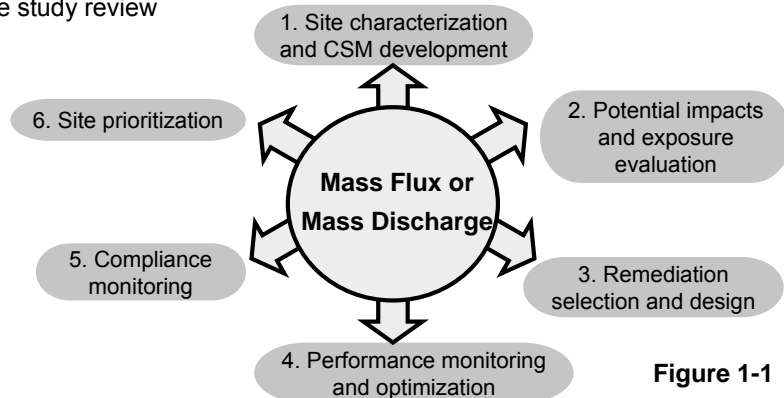 e study review
1. Site characterization
and CSM development
6. Site prioritization
2. Potential impacts
and exposure
evaluation
Mass Flux or
Mass Discharge
5. Compliance
monitoring
3. Remediation
selection and design
4. Performance monitoring
and optimization
Figure 1-1